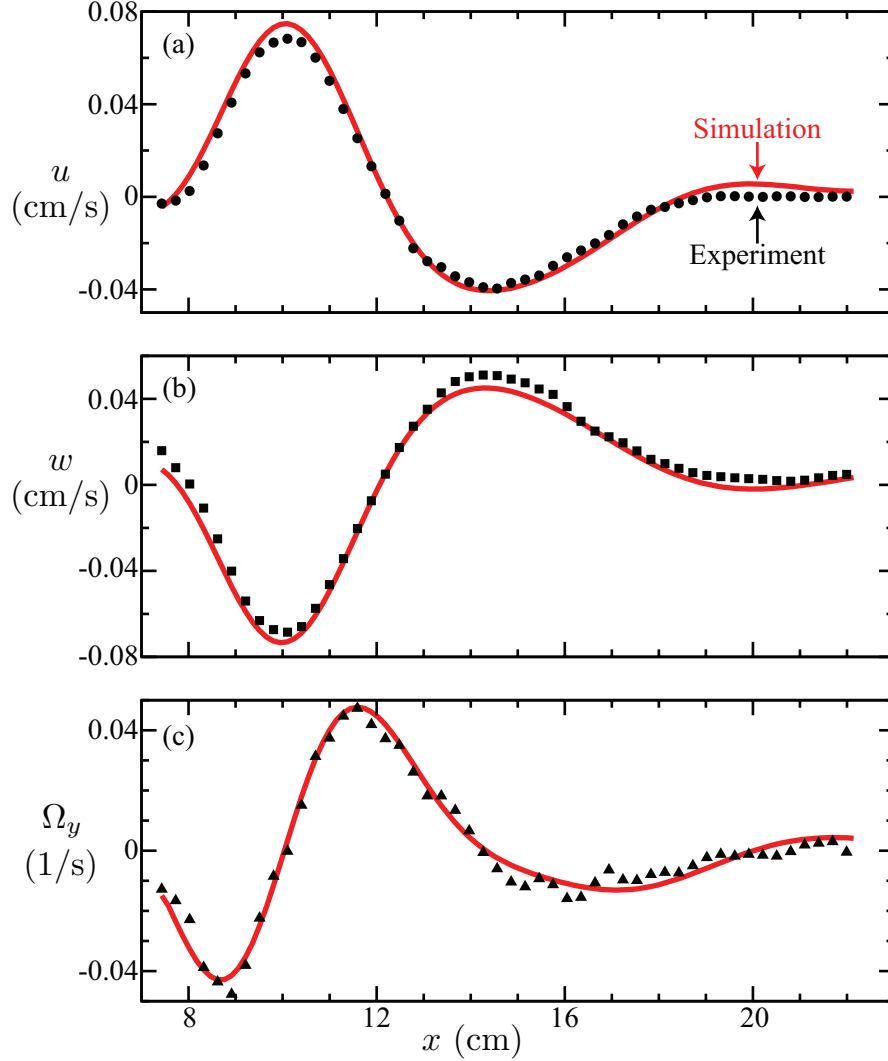 0.08
(a)
0.04
Simulation
u
(cm/s)
0
Experiment
-0.04
(b)
0.04
w
(cm/s)
0
-0.04
-0.08
(c)
0.04
Ω_y
(1/s)
0
-0.04
8 12 16 20
x (cm)